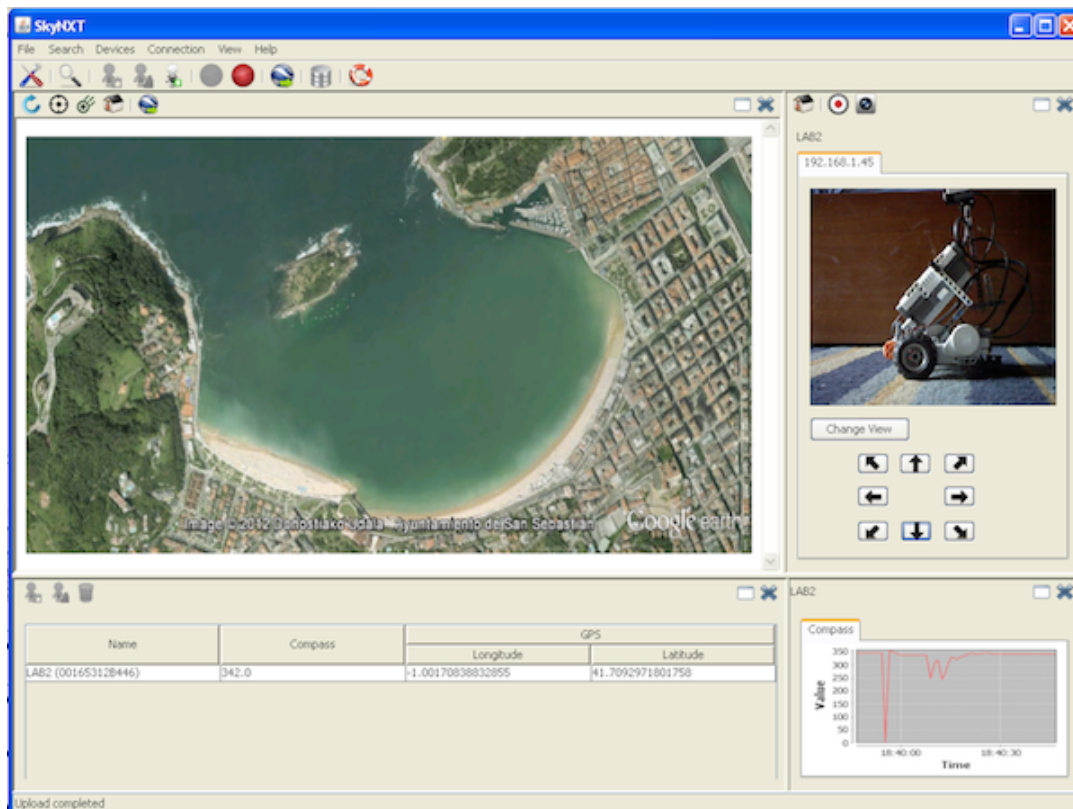 SkyNXT
File Search Devices Connection View Help
LAB2
192.168.1.45
Image © 2012 Donostiako Udala - Ayuntamiento de San Sebastian
Google earth
Change View
Name
Compass
GPS
Longitude
Latitude
LAB2 (00165312B446)
342.0
-1.00170838832855
41.7092971801758
LAB2
Compass
350
300
250
200
150
100
50
0
Value
18:40:00
18:40:30
Time
Upload completed